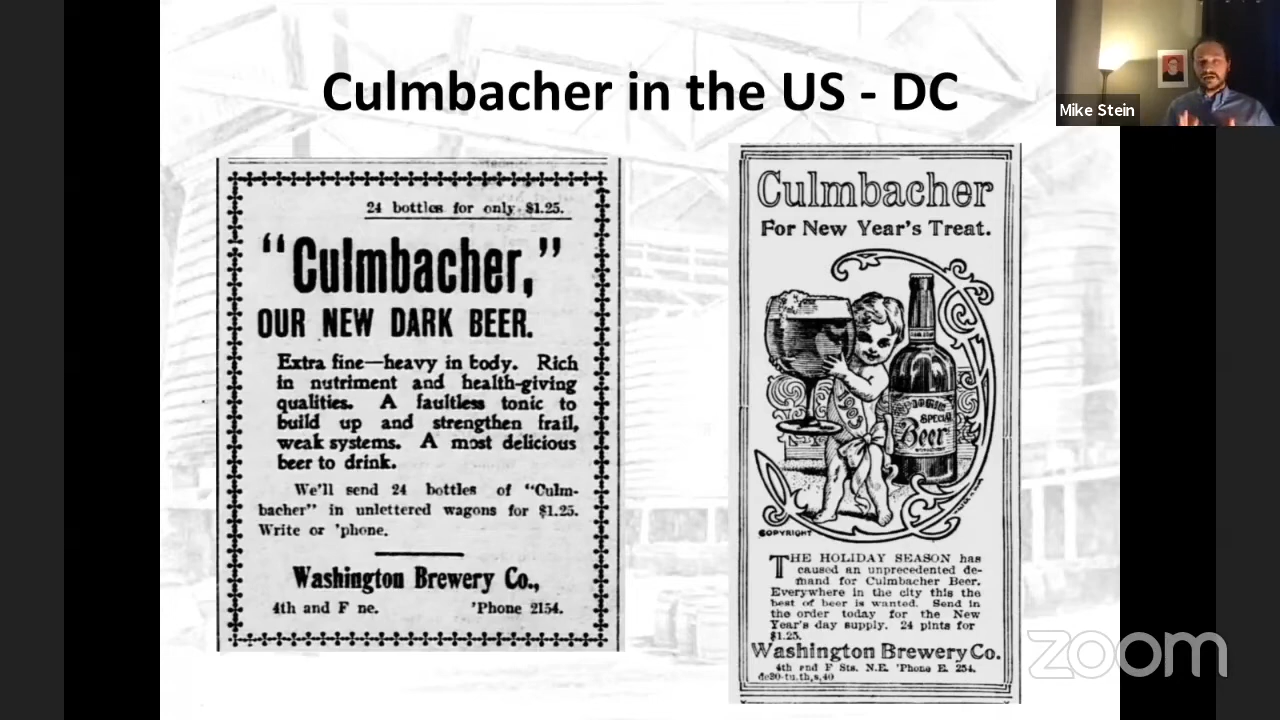 Culmbacher in the US - DC
Mike Stein
24 bottles for only $1.25.
"Culmbacher,"
OUR NEW DARK BEER.
Extra fine—heavy in body. Rich
in nutriment and health-giving
qualities. A faultless tonic to
build up and strengthen frail,
weak systems. A most delicious
beer to drink.
We'll send 24 bottles of "Culm-
bacher" in unlettered wagons for $1.25.
Write or 'phone.
Washington Brewery Co.,
4th and F ne. 'Phone 2154.
Culmbacher
For New Year's Treat.
SPECIAL
Beer
COPYRIGHT
THE HOLIDAY SEASON has
caused an unprecedented de-
mand for Culmbacher Beer.
Everywhere in the city this the
best of beer is wanted. Send in
the order today for the New
Year's day supply. 24 pints for
$1.25.
Washington Brewery Co.
4th and F Sts. N.E. 'Phone E. 254.
de30-tu,th,s,40
zoom